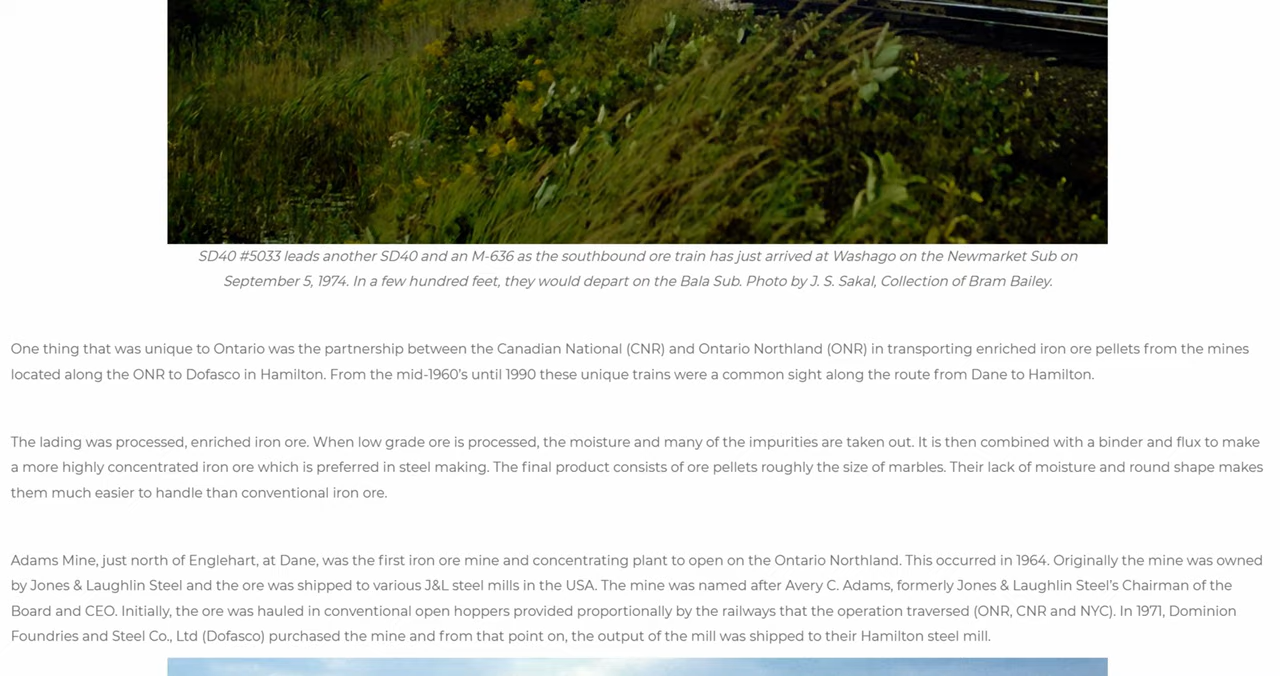 SD40 #5033 leads another SD40 and an M-636 as the southbound ore train has just arrived at Washago on the Newmarket Sub on
September 5, 1974. In a few hundred feet, they would depart on the Bala Sub. Photo by J. S. Sakal, Collection of Bram Bailey.
One thing that was unique to Ontario was the partnership between the Canadian National (CNR) and Ontario Northland (ONR) in transporting enriched iron ore pellets from the mines
located along the ONR to Dofasco in Hamilton. From the mid-1960’s until 1990 these unique trains were a common sight along the route from Dane to Hamilton.
The lading was processed, enriched iron ore. When low grade ore is processed, the moisture and many of the impurities are taken out. It is then combined with a binder and flux to make
a more highly concentrated iron ore which is preferred in steel making. The final product consists of ore pellets roughly the size of marbles. Their lack of moisture and round shape makes
them much easier to handle than conventional iron ore.
Adams Mine, just north of Englehart, at Dane, was the first iron ore mine and concentrating plant to open on the Ontario Northland. This occurred in 1964. Originally the mine was owned
by Jones & Laughlin Steel and the ore was shipped to various J&L steel mills in the USA. The mine was named after Avery C. Adams, formerly Jones & Laughlin Steel’s Chairman of the
Board and CEO. Initially, the ore was hauled in conventional open hoppers provided proportionally by the railways that the operation traversed (ONR, CNR and NYC). In 1971, Dominion
Foundries and Steel Co., Ltd (Dofasco) purchased the mine and from that point on, the output of the mill was shipped to their Hamilton steel mill.